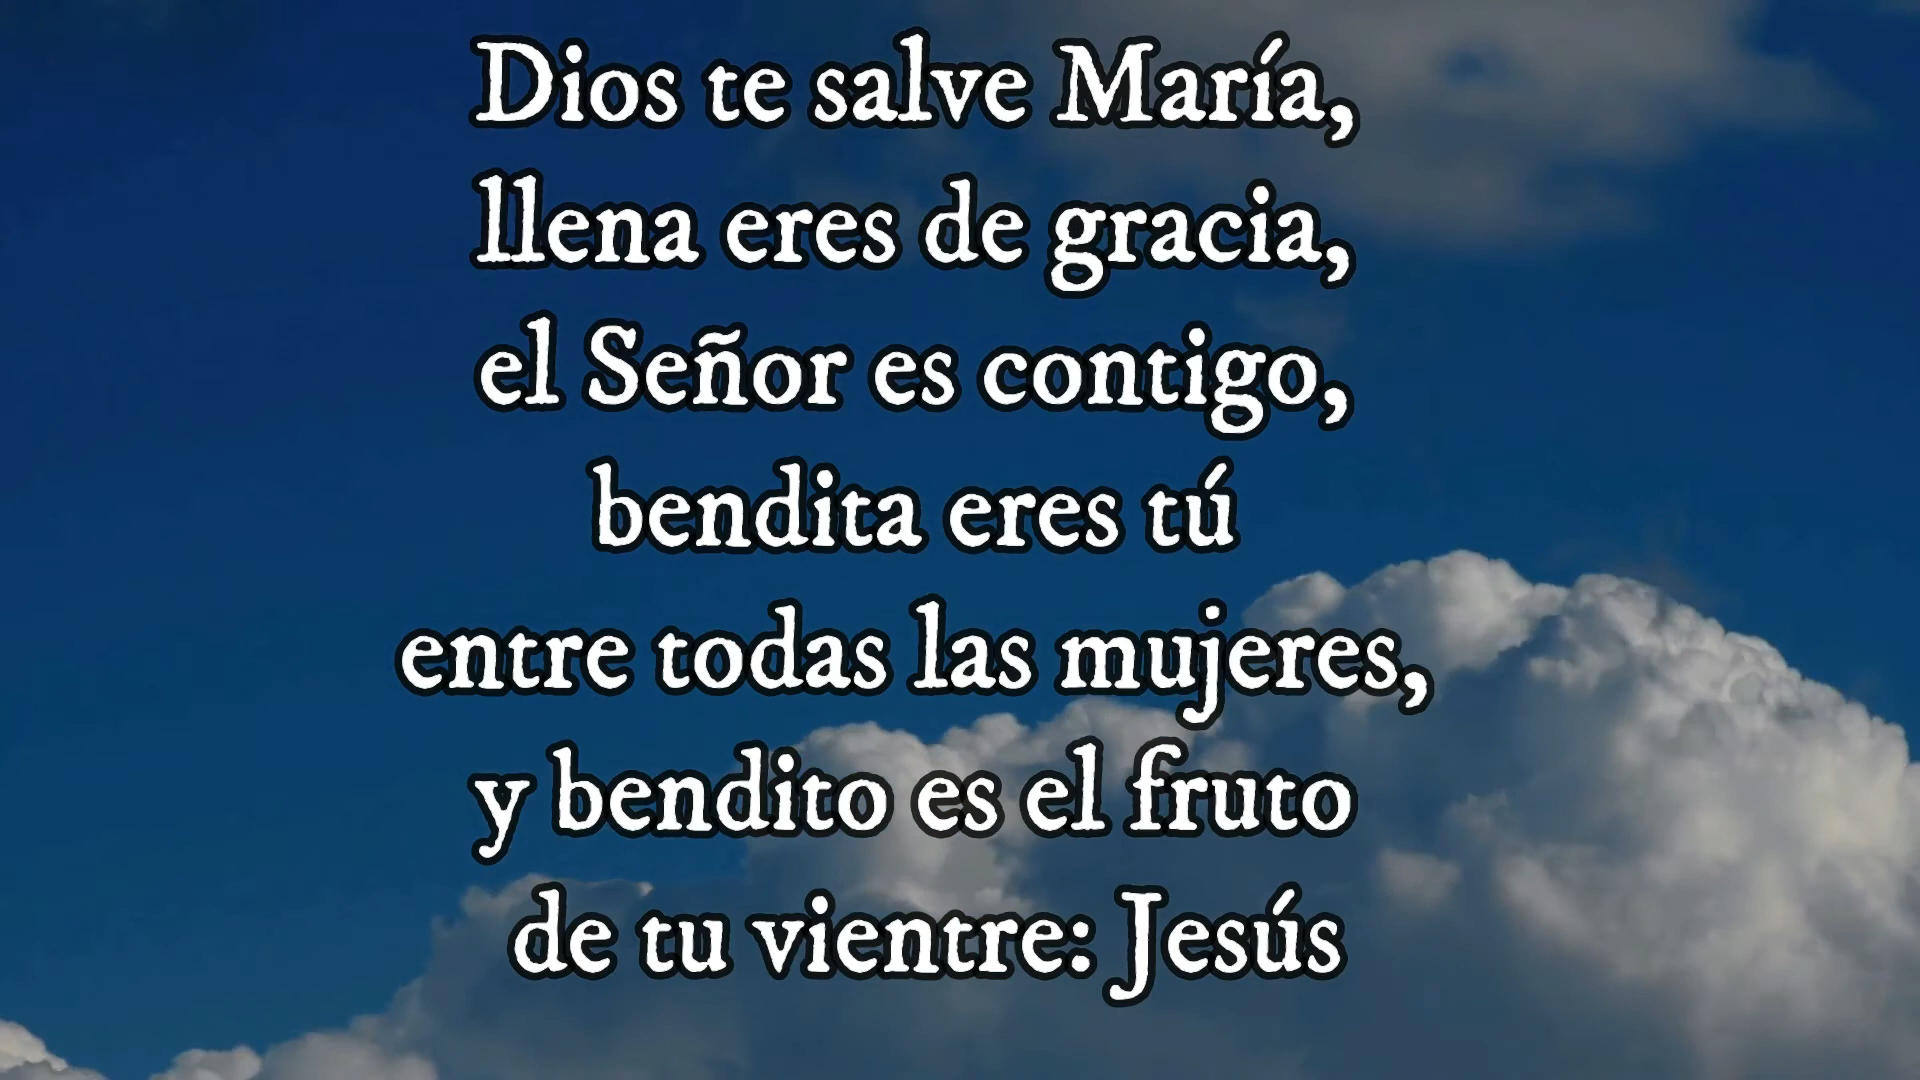 Dios te salve María,
llena eres de gracia,
el Señor es contigo,
bendita eres tú
entre todas las mujeres,
y bendito es el fruto
de tu vientre: Jesús